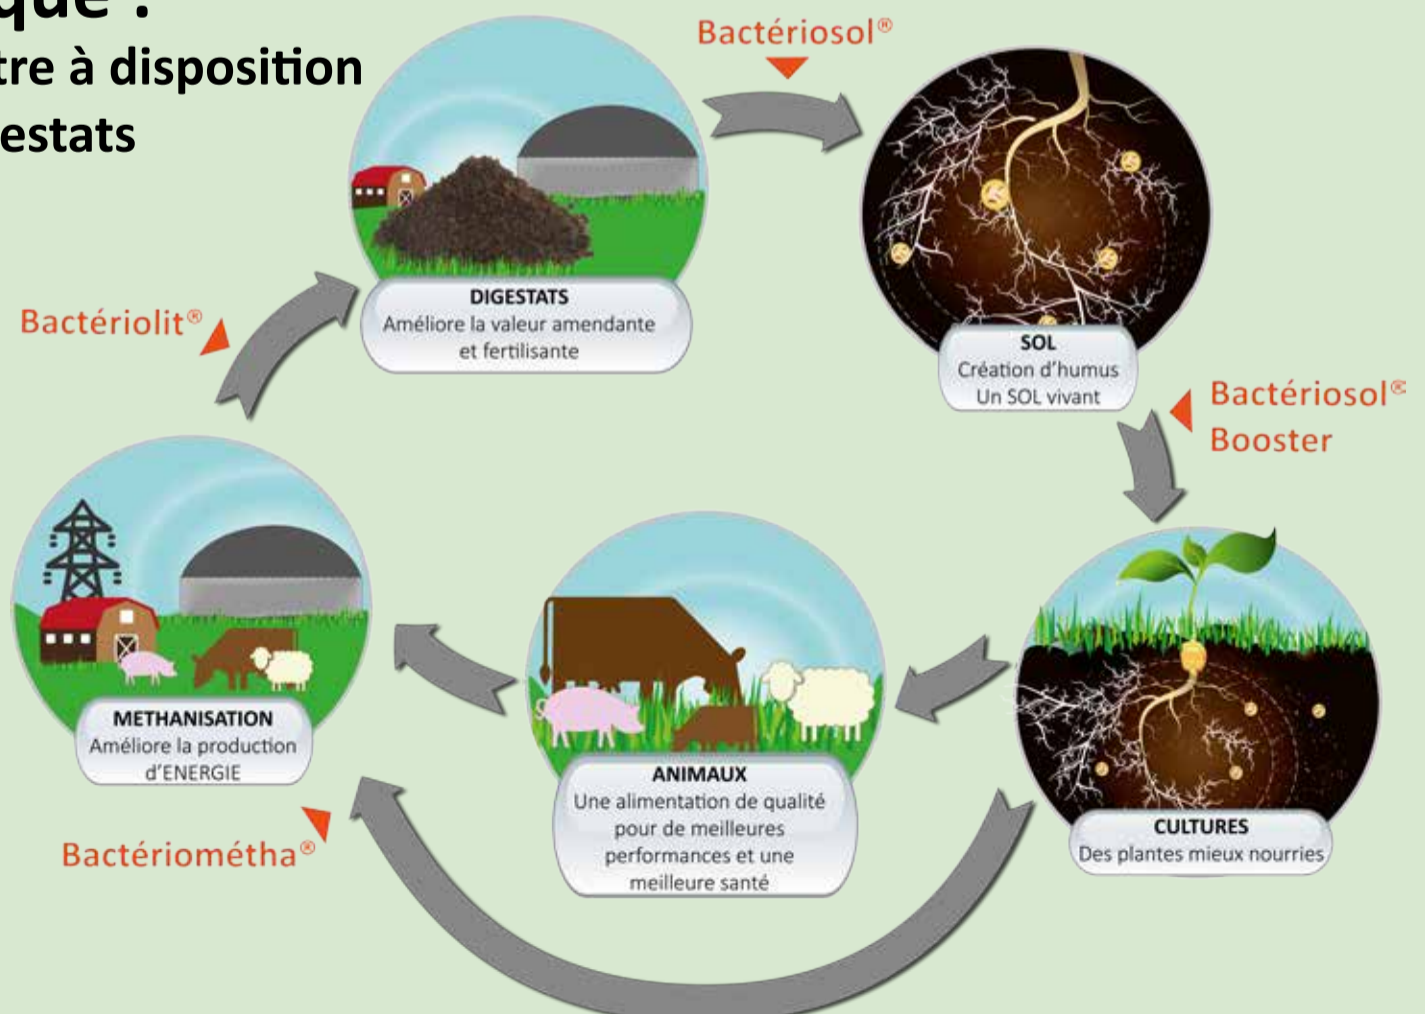 que :
tre à disposition
estats
Bactériosol®
DIGESTATS
Améliore la valeur amendante
et fertilisante
Bactériolit®
SOL
Création d'humus
Un SOL vivant
Bactériosol®
Booster
METHANISATION
Améliore la production
d'ENERGIE
Bactériométha®
ANIMAUX
Une alimentation de qualité
pour de meilleures
performances et une
meilleure santé
CULTURES
Des plantes mieux nourries